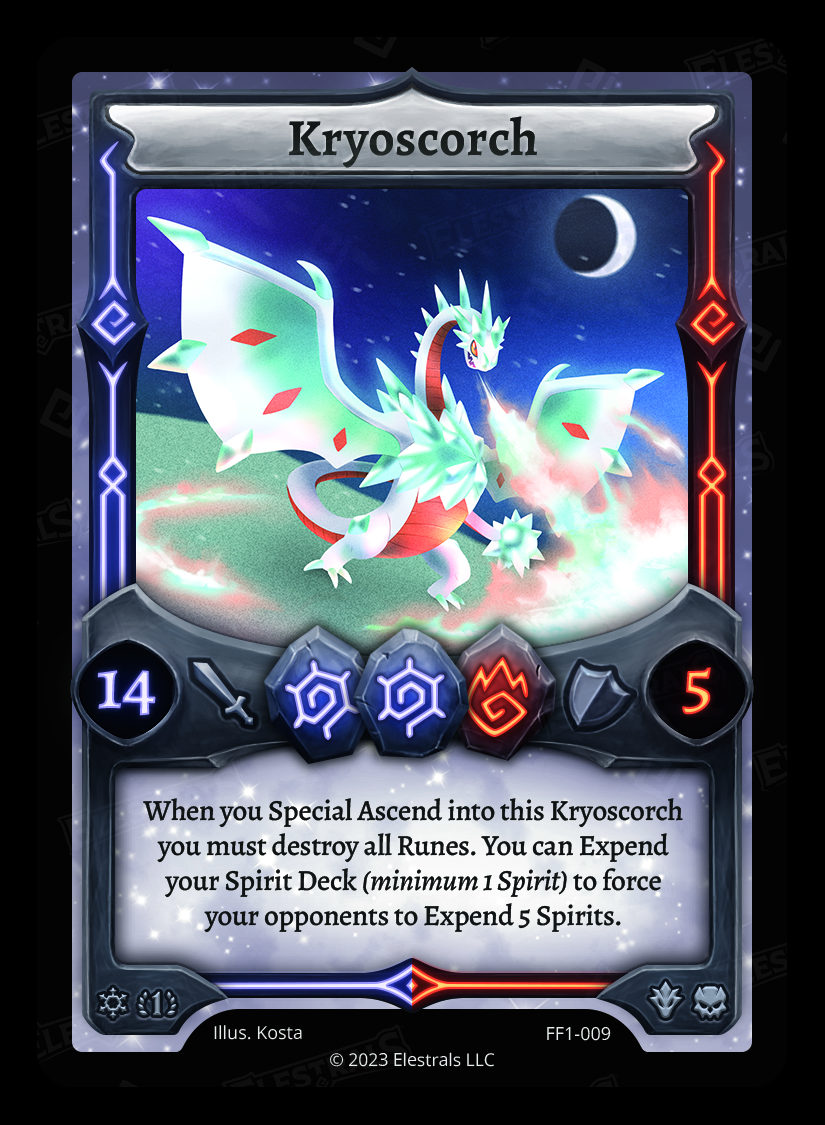 Kryoscorch
14
5
When you Special Ascend into this Kryoscorch
you must destroy all Runes. You can Expend
your Spirit Deck (minimum 1 Spirit) to force
your opponents to Expend 5 Spirits.
1
Illus. Kosta
FF1-009
© 2023 Elestrals LLC